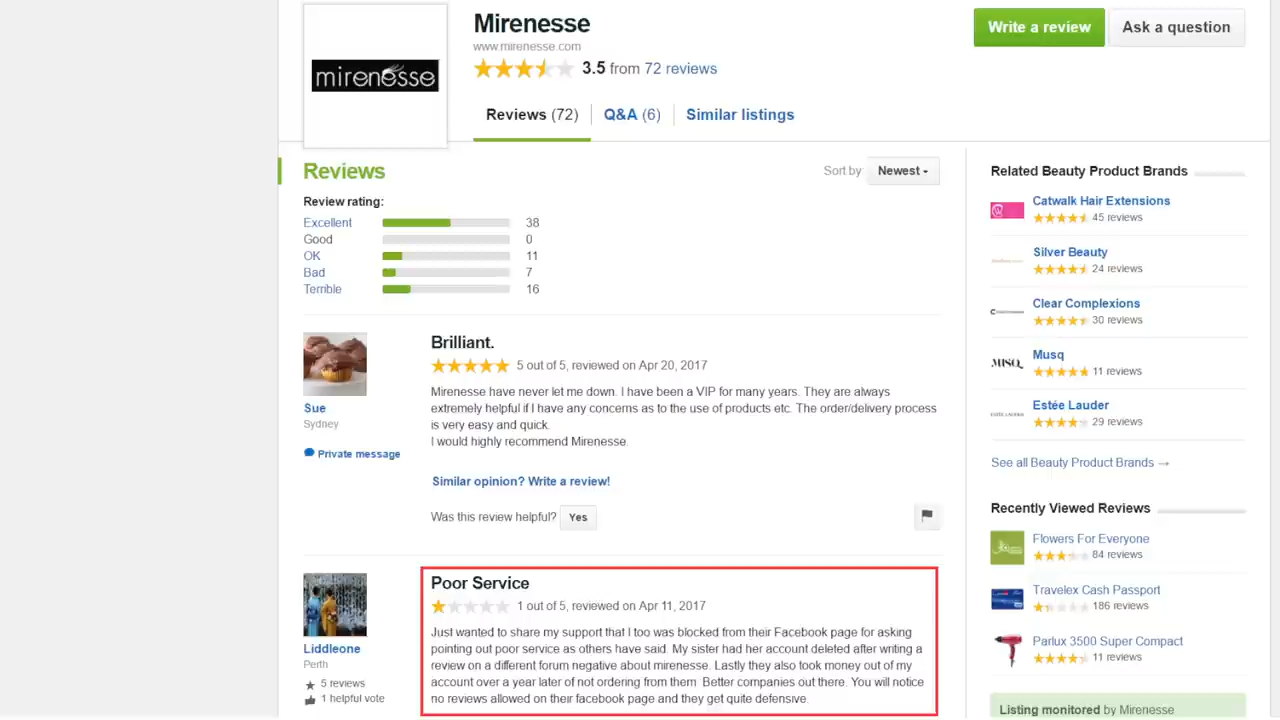 mirenesse
Mirenesse
www.mirenesse.com
3.5 from 72 reviews
Write a review
Ask a question
Reviews (72)
Q&A (6)
Similar listings
Reviews
Sort by
Newest
Review rating:
Excellent 38
Good 0
OK 11
Bad 7
Terrible 16
Brilliant.
5 out of 5, reviewed on Apr 20, 2017
Sue
Sydney
Private message
Mirenesse have never let me down. I have been a VIP for many years. They are always
extremely helpful if I have any concerns as to the use of products etc. The order/delivery process
is very easy and quick.
I would highly recommend Mirenesse.
Similar opinion? Write a review!
Was this review helpful? Yes
Poor Service
1 out of 5, reviewed on Apr 11, 2017
Liddleone
Perth
5 reviews
1 helpful vote
Just wanted to share my support that I too was blocked from their Facebook page for asking
pointing out poor service as others have said. My sister had her account deleted after writing a
review on a different forum negative about mirenesse. Lastly they also took money out of my
account over a year later of not ordering from them. Better companies out there. You will notice
no reviews allowed on their facebook page and they get quite defensive.
Related Beauty Product Brands
Catwalk Hair Extensions
45 reviews
Silver Beauty
24 reviews
Clear Complexions
30 reviews
MISQ
Musq
11 reviews
Estée Lauder
29 reviews
See all Beauty Product Brands →
Recently Viewed Reviews
Flowers For Everyone
84 reviews
Travelex Cash Passport
186 reviews
Parlux 3500 Super Compact
11 reviews
Listing monitored by Mirenesse